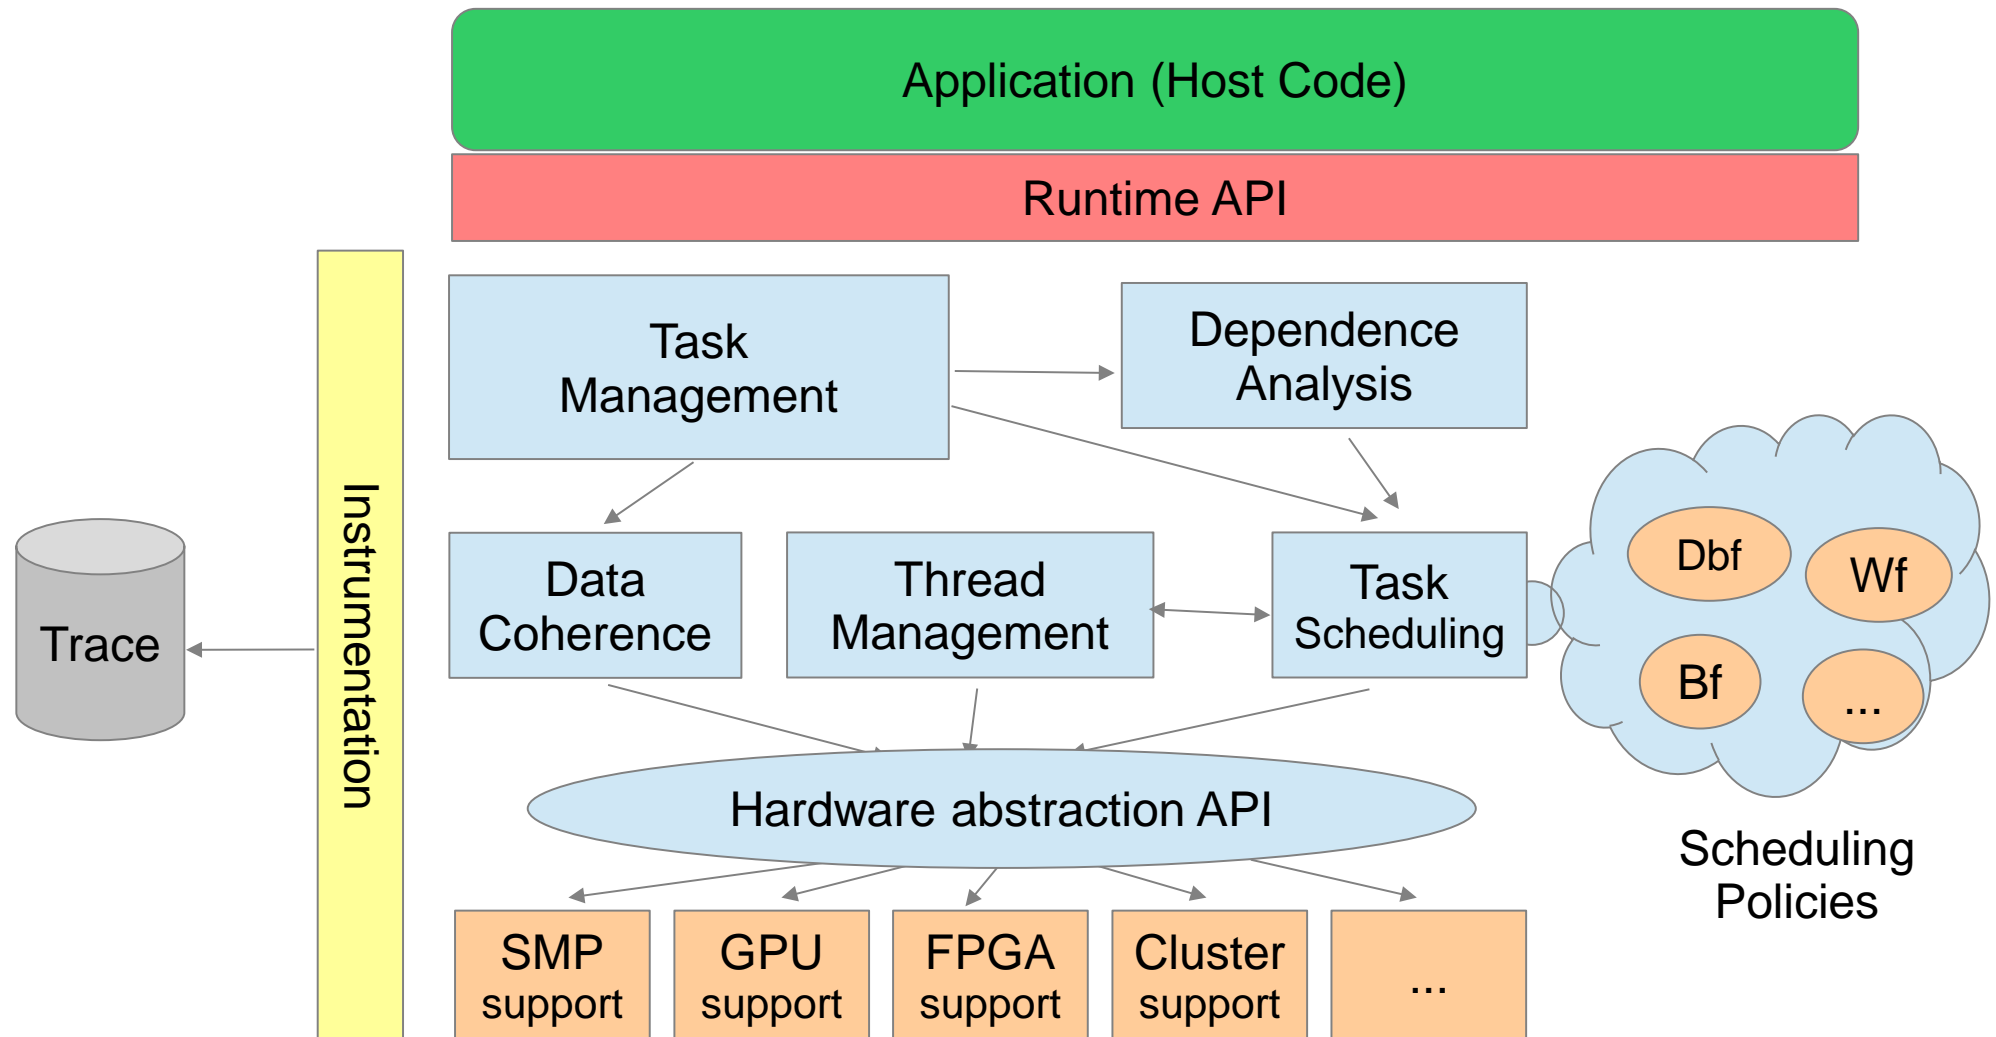 Application (Host Code)
Runtime API
Task
Management
Dependence
Analysis
Instrumentation
Trace
Data
Coherence
Thread
Management
Task
Scheduling
Dbf
Wf
Bf
...
Hardware abstraction API
Scheduling
Policies
SMP
support
GPU
support
FPGA
support
Cluster
support
...